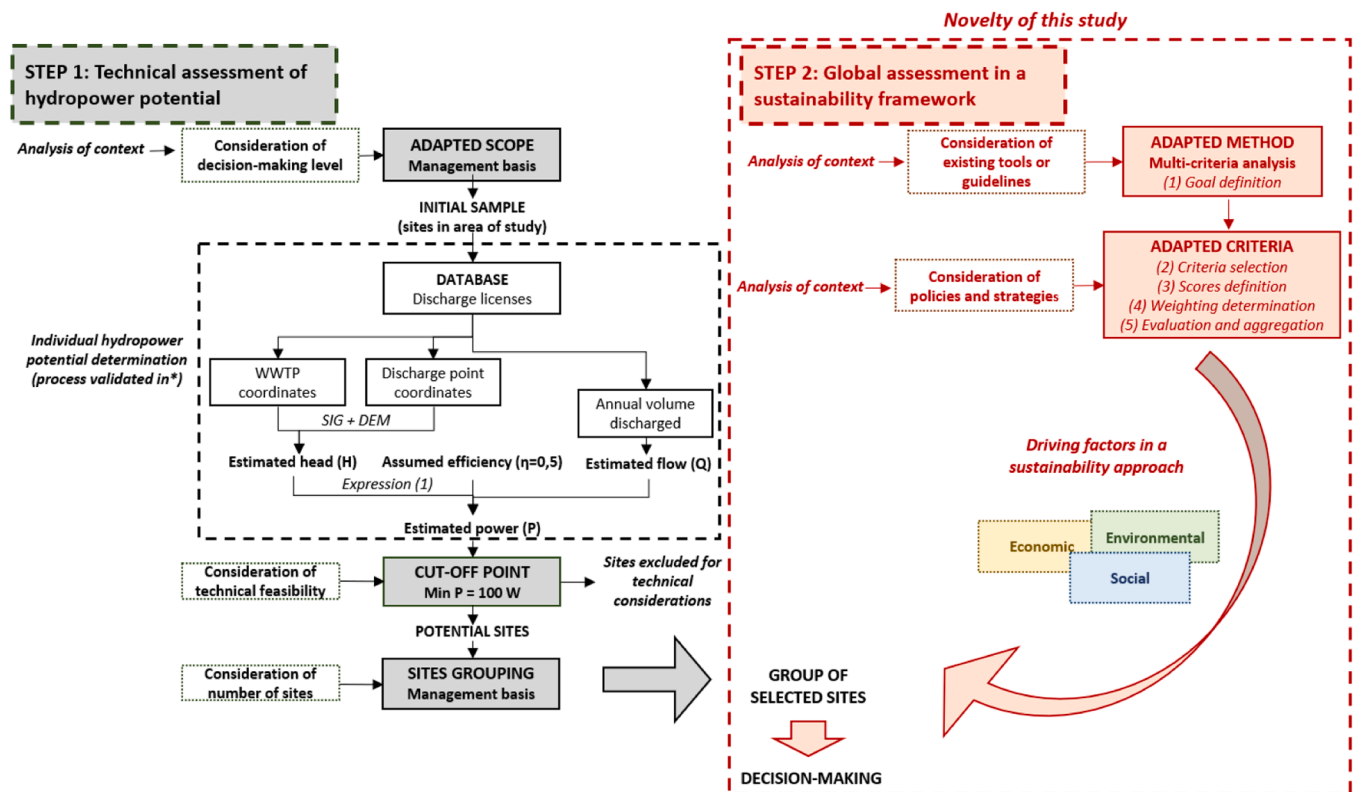 Novelty of this study
STEP 1: Technical assessment of
hydropower potential
Analysis of context
Consideration of
decision-making level
ADAPTED SCOPE
Management basis
INITIAL SAMPLE
(sites in area of study)
DATABASE
Discharge licenses
Individual hydropower
potential determination
(process validated in*)
WWTP
coordinates
Discharge point
coordinates
Annual volume
discharged
SIG + DEM
Estimated head (H)
Assumed efficiency (η=0,5)
Estimated flow (Q)
Expression (1)
Estimated power (P)
Consideration of
technical feasibility
CUT-OFF POINT
Min P = 100 W
Sites excluded for
technical
considerations
POTENTIAL SITES
Consideration of
number of sites
SITES GROUPING
Management basis
STEP 2: Global assessment in a
sustainability framework
Analysis of context
Consideration of
existing tools or
guidelines
ADAPTED METHOD
Multi-criteria analysis
(1) Goal definition
Analysis of context
Consideration of
policies and strategies
ADAPTED CRITERIA
(2) Criteria selection
(3) Scores definition
(4) Weighting determination
(5) Evaluation and aggregation
Driving factors in a
sustainability approach
Economic
Environmental
Social
GROUP OF
SELECTED SITES
DECISION-MAKING